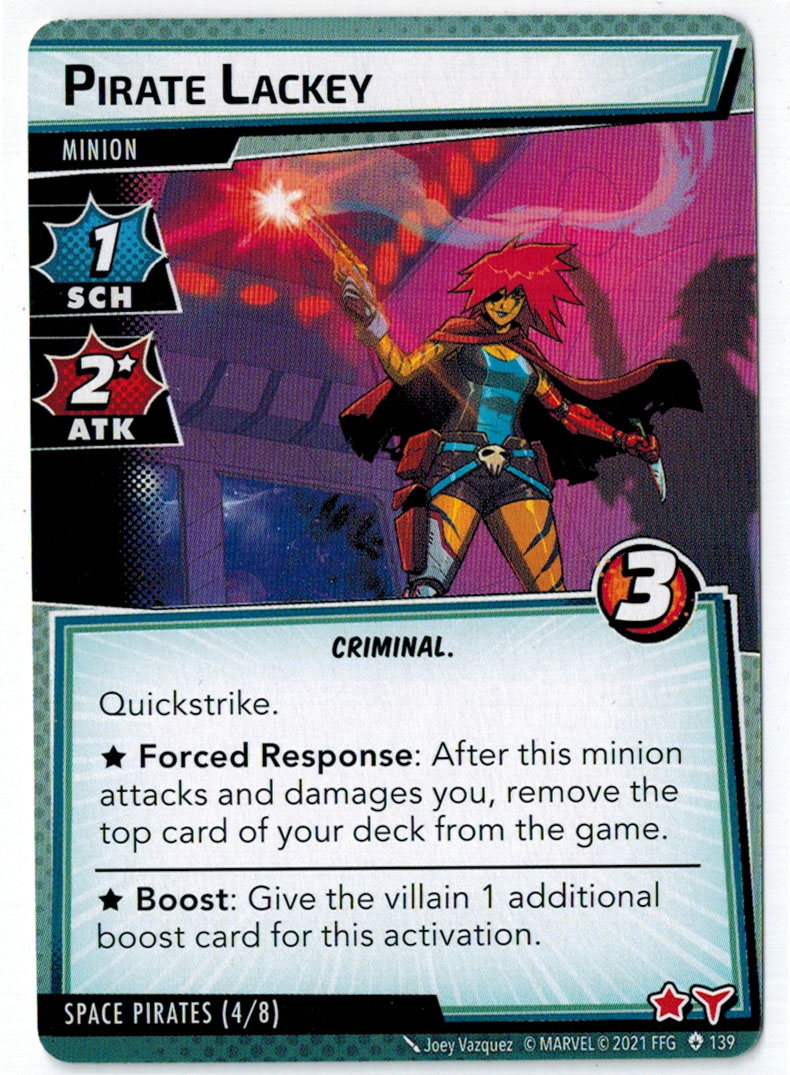 PIRATE LACKEY
MINION
1
SCH
2★
ATK
3
CRIMINAL.
Quickstrike.
★ Forced Response: After this minion
attacks and damages you, remove the
top card of your deck from the game.
★ Boost: Give the villain 1 additional
boost card for this activation.
SPACE PIRATES (4/8)
Joey Vazquez © MARVEL © 2021 FFG 139